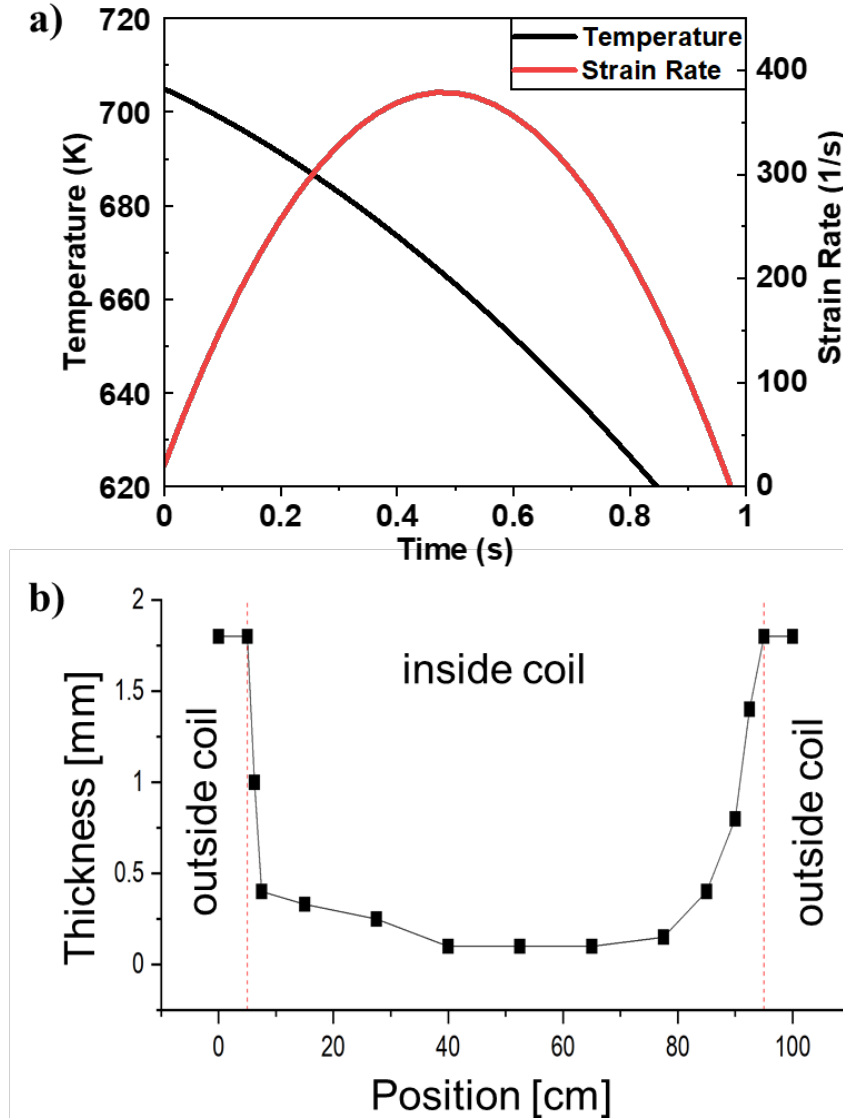 a)
Temperature
Strain Rate
Temperature (K)
720
700
680
660
640
620
Strain Rate (1/s)
400
300
200
100
0
0 0.2 0.4 0.6 0.8 1
Time (s)
b)
Thickness [mm]
2
1.5
1
0.5
0
outside coil
inside coil
outside coil
0 20 40 60 80 100
Position [cm]